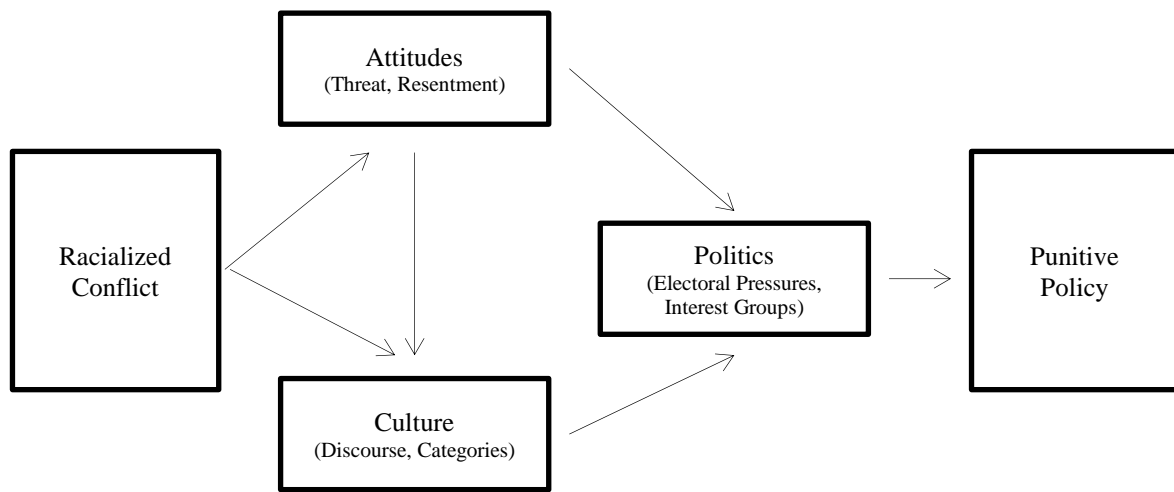 Attitudes
(Threat, Resentment)
Racialized
Conflict
Politics
(Electoral Pressures,
Interest Groups)
Punitive
Policy
Culture
(Discourse, Categories)